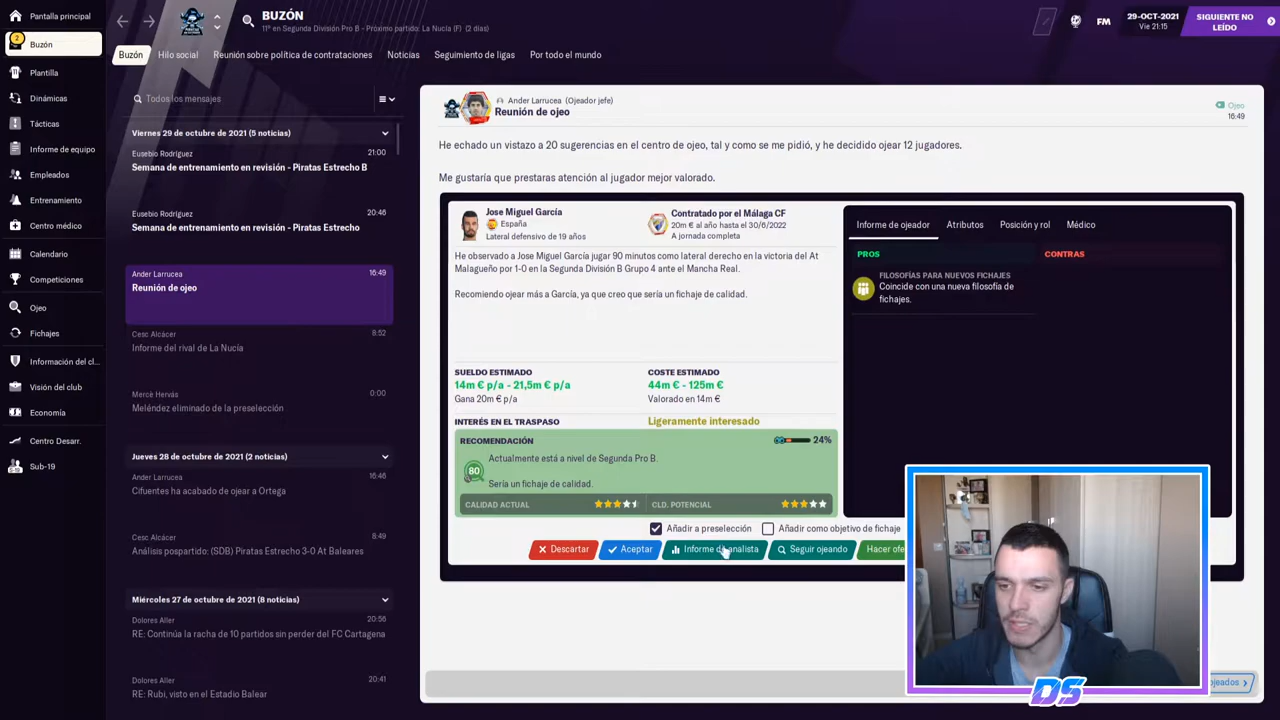 Pantalla principal
BUZÓN
11º en Segunda División Pro B - Próximo partido: La Nucía (F) (2 días)
FM
29-OCT-2021
Vie 21:15
SIGUIENTE NO LEÍDO
2
Buzón
Plantilla
Dinámicas
Tácticas
Informe de equipo
Empleados
Entrenamiento
Centro médico
Calendario
Competiciones
Ojeo
Fichajes
Información del cl...
Visión del club
Economía
Centro Desarr.
Sub-19
Buzón
Hilo social
Reunión sobre política de contrataciones
Noticias
Seguimiento de ligas
Por todo el mundo
Todos los mensajes
Viernes 29 de octubre de 2021 (5 noticias)
Eusebio Rodríguez 21:00
Semana de entrenamiento en revisión - Piratas Estrecho B
Eusebio Rodríguez 20:46
Semana de entrenamiento en revisión - Piratas Estrecho
Ander Larrucea 16:49
Reunión de ojeo
Cesc Alcácer 8:52
Informe del rival de La Nucía
Mercè Hervás 0:00
Meléndez eliminado de la preselección
Jueves 28 de octubre de 2021 (2 noticias)
Ander Larrucea 16:46
Cifuentes ha acabado de ojear a Ortega
Cesc Alcácer 8:49
Análisis pospartido: (SDB) Piratas Estrecho 3-0 At Baleares
Miércoles 27 de octubre de 2021 (8 noticias)
Dolores Aller 20:56
RE: Continúa la racha de 10 partidos sin perder del FC Cartagena
Dolores Aller 20:41
RE: Rubi, visto en el Estadio Balear
Ander Larrucea (Ojeador jefe)
Reunión de ojeo
Ojeo
16:49
He echado un vistazo a 20 sugerencias en el centro de ojeo, tal y como se me pidió, y he decidido ojear 12 jugadores.
Me gustaría que prestaras atención al jugador mejor valorado.
Jose Miguel García
España
Lateral defensivo de 19 años
Contratado por el Málaga CF
20m € al año hasta el 30/6/2022
A jornada completa
He observado a Jose Miguel García jugar 90 minutos como lateral derecho en la victoria del At
Malagueño por 1-0 en la Segunda División B Grupo 4 ante el Mancha Real.
Recomiendo ojear más a García, ya que creo que sería un fichaje de calidad.
SUELDO ESTIMADO
14m € p/a - 21,5m € p/a
Gana 20m € p/a
COSTE ESTIMADO
44m € - 125m €
Valorado en 14m €
INTERÉS EN EL TRASPASO
Ligeramente interesado
RECOMENDACIÓN
24%
80
Actualmente está a nivel de Segunda Pro B.
Sería un fichaje de calidad.
CALIDAD ACTUAL
CLD. POTENCIAL
Informe de ojeador
Atributos
Posición y rol
Médico
PROS
CONTRAS
FILOSOFÍAS PARA NUEVOS FICHAJES
Coincide con una nueva filosofía de
fichajes.
Añadir a preselección
Añadir como objetivo de fichaje
Descartar
Aceptar
Informe de analista
Seguir ojeando
Hacer ofe
ojeados
DS